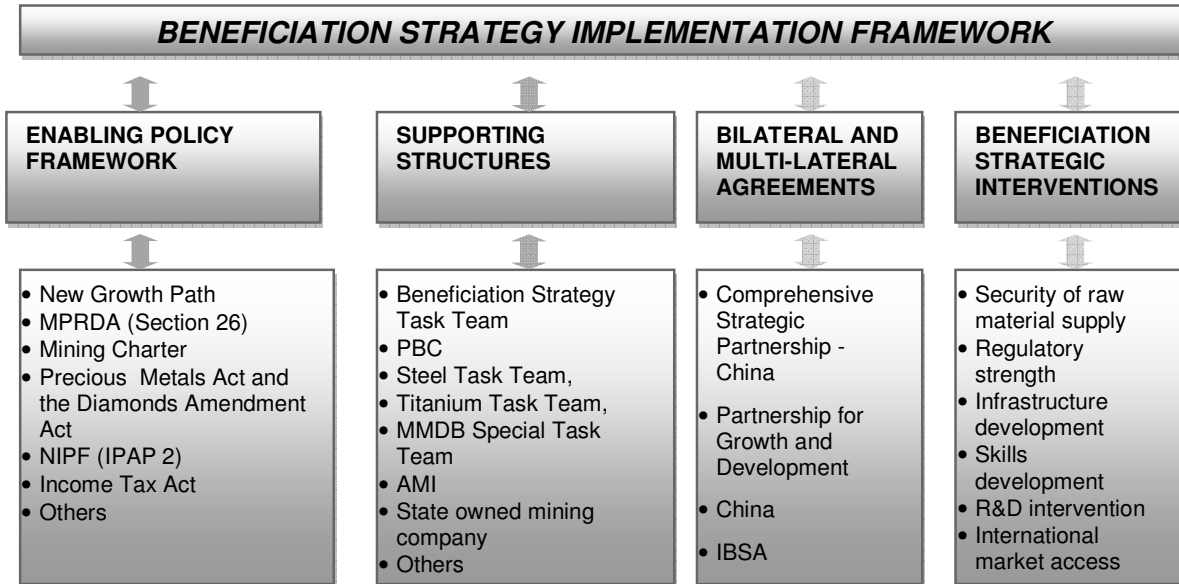 BENEFICIATION STRATEGY IMPLEMENTATION FRAMEWORK
ENABLING POLICY
FRAMEWORK
• New Growth Path
• MPRDA (Section 26)
• Mining Charter
• Precious Metals Act and
the Diamonds Amendment
Act
• NIPF (IPAP 2)
• Income Tax Act
• Others
SUPPORTING
STRUCTURES
• Beneficiation Strategy
Task Team
• PBC
• Steel Task Team,
• Titanium Task Team,
• MMDB Special Task
Team
• AMI
• State owned mining
company
• Others
BILATERAL AND
MULTI-LATERAL
AGREEMENTS
• Comprehensive
Strategic
Partnership -
China
• Partnership for
Growth and
Development
• China
• IBSA
BENEFICIATION
STRATEGIC
INTERVENTIONS
• Security of raw
material supply
• Regulatory
strength
• Infrastructure
development
• Skills
development
• R&D intervention
• International
market access